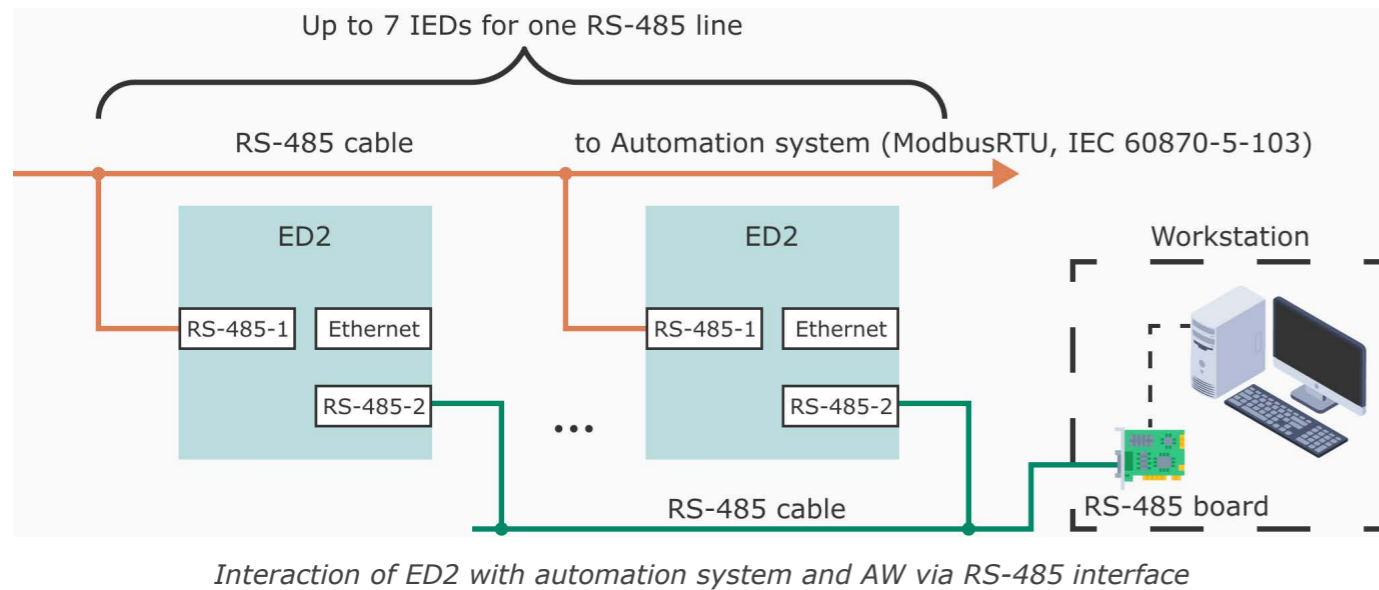 Up to 7 IEDs for one RS-485 line
RS-485 cable
to Automation system (ModbusRTU, IEC 60870-5-103)
ED2
ED2
Workstation
RS-485-1
Ethernet
RS-485-1
Ethernet
RS-485-2
...
RS-485-2
RS-485 cable
RS-485 board
Interaction of ED2 with automation system and AW via RS-485 interface